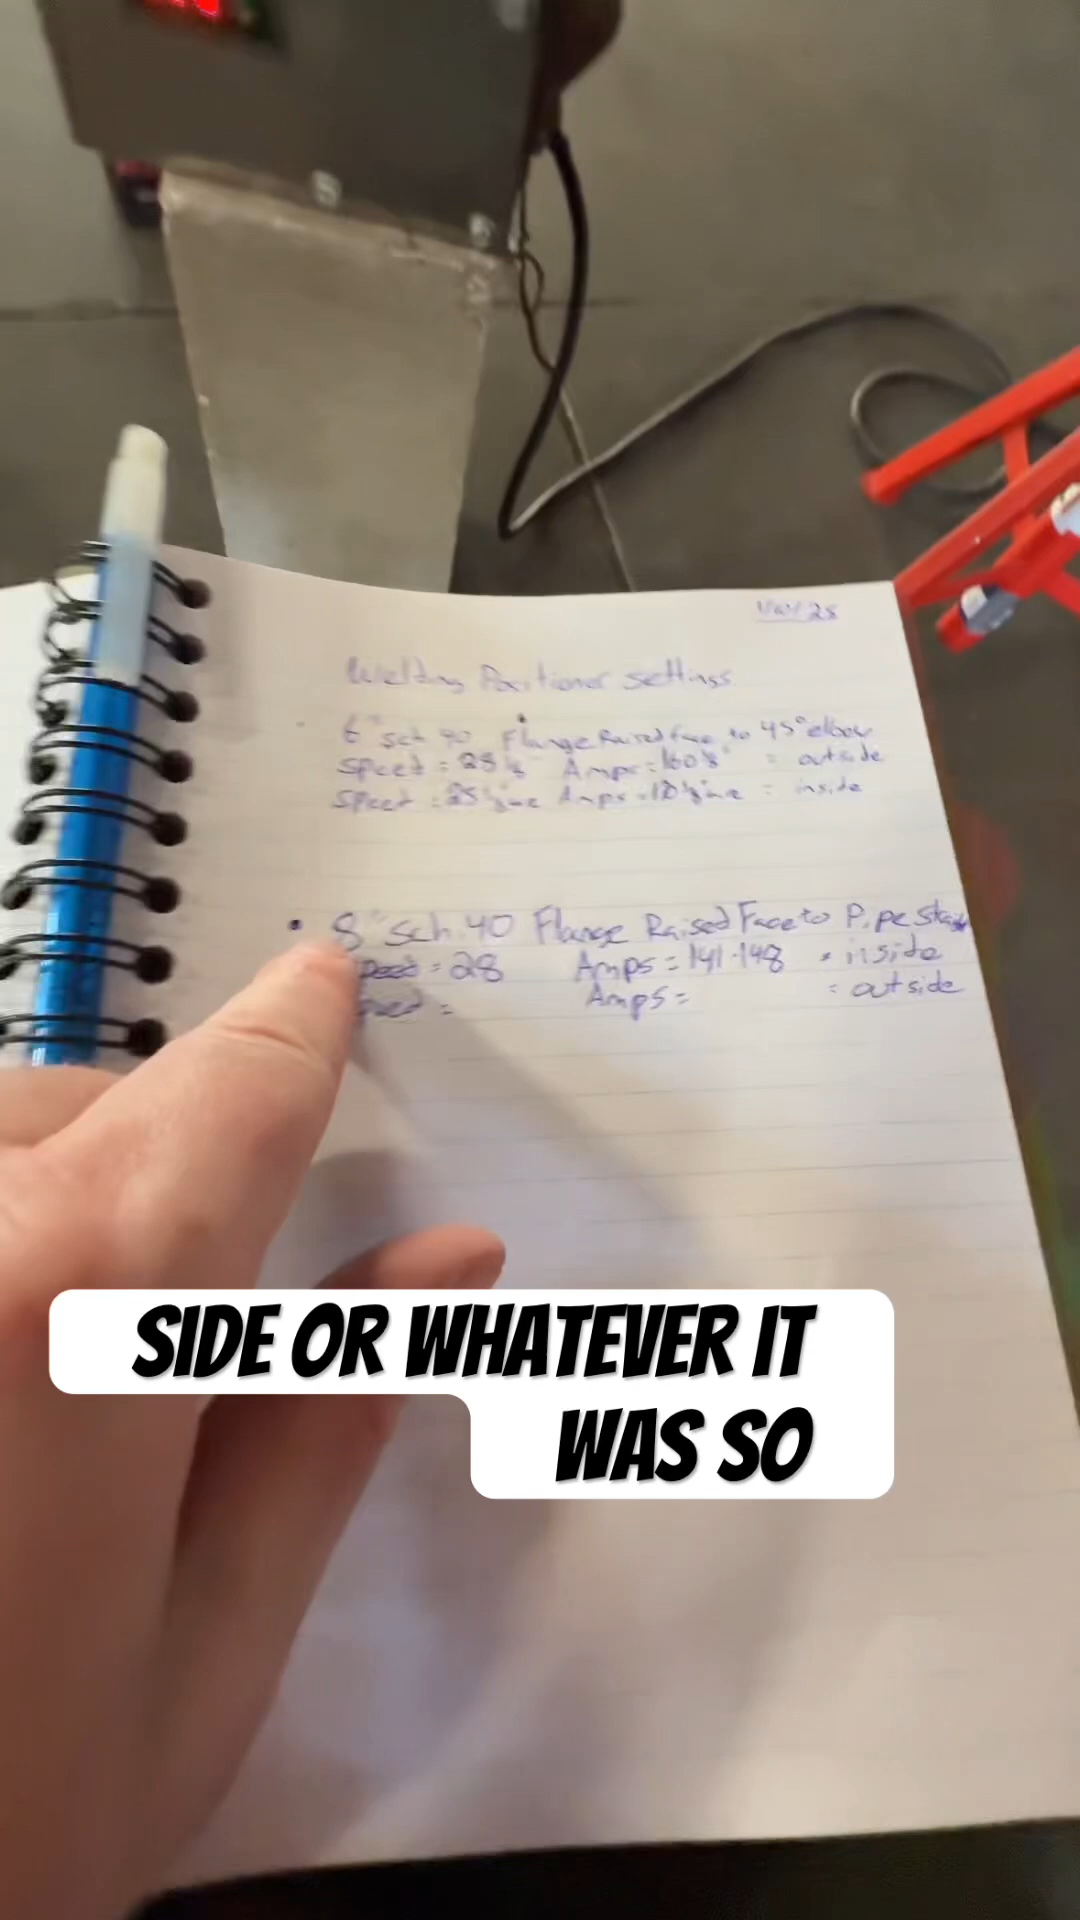 Welding Positioner settings
6" sch 40 Flange Raised face to 45° elbow
Speed = Amps = = outside
Speed = Amps = = inside
8" sch 40 Flange Raised Face to Pipe
Speed = 28 Amps = 141-148 = inside
Speed = Amps = = outside
SIDE OR WHATEVER IT
WAS SO